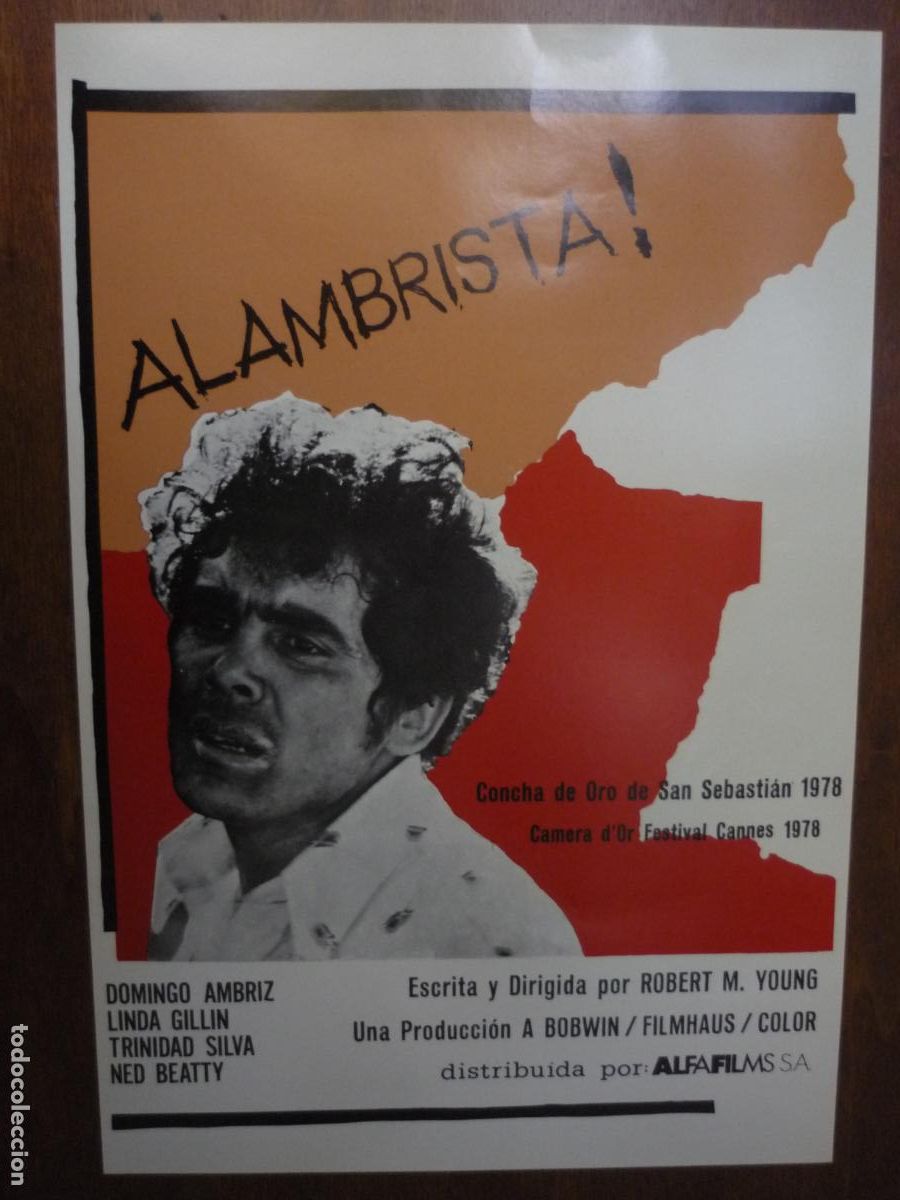 ALAMBRISTA!
Concha de Oro de San Sebastián 1978
Camera d'Or Festival Cannes 1978
DOMINGO AMBRIZ
LINDA GILLIN
TRINIDAD SILVA
NED BEATTY
Escrita y Dirigida por ROBERT M. YOUNG
Una Producción A BOBWIN / FILMHAUS / COLOR
distribuída por: ALFAFILMS S.A.
todocoleccion